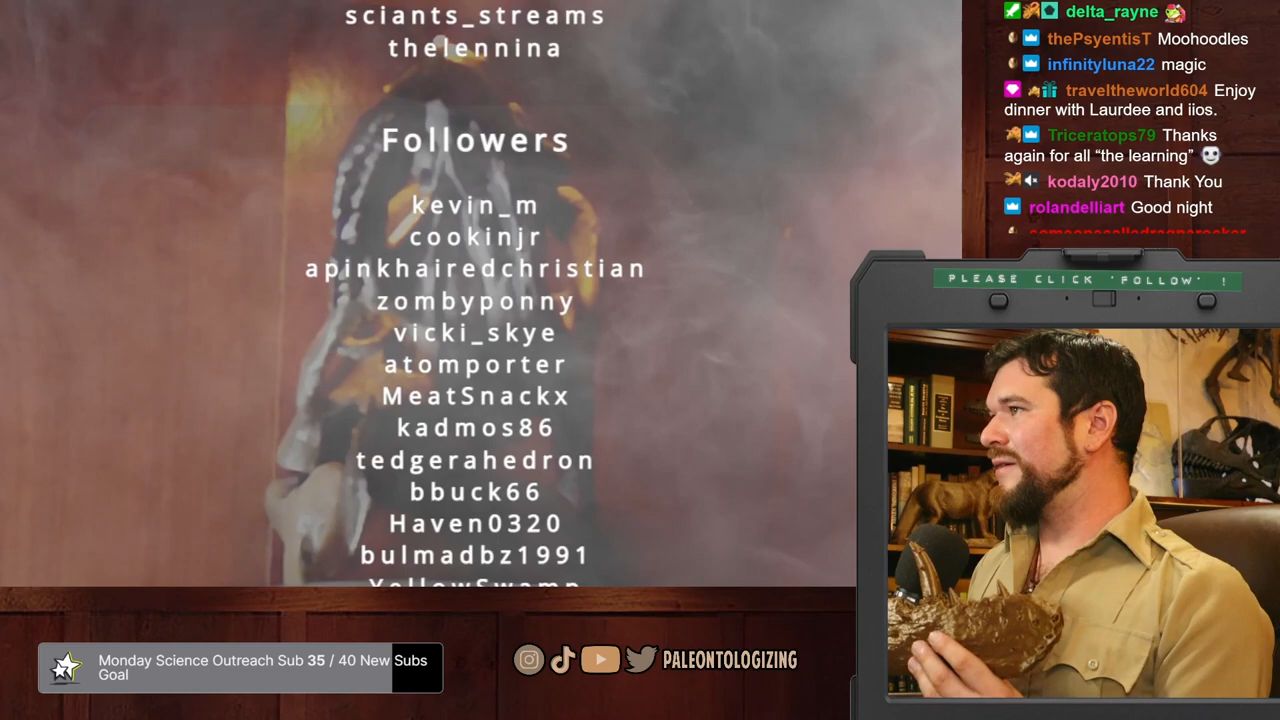 sciants_streams
thelennina
Followers
kevin_m
cookinjr
apinkhairedchristian
zombyponny
vicki_skye
atomporter
MeatSnackx
kadmos86
tedgerahedron
bbuck66
Haven0320
bulmadbz1991
YellowSwamp
delta_rayne
thePsyentisT Moohoodles
infinityluna22 magic
traveltheworld604 Enjoy
dinner with Laurdee and iios.
Triceratops79 Thanks
again for all “the learning”
kodaly2010 Thank You
rolandelliart Good night
PLEASE CLICK 'FOLLOW' !
Monday Science Outreach Sub 35 / 40 New Subs
Goal
PALEONTOLOGIZING